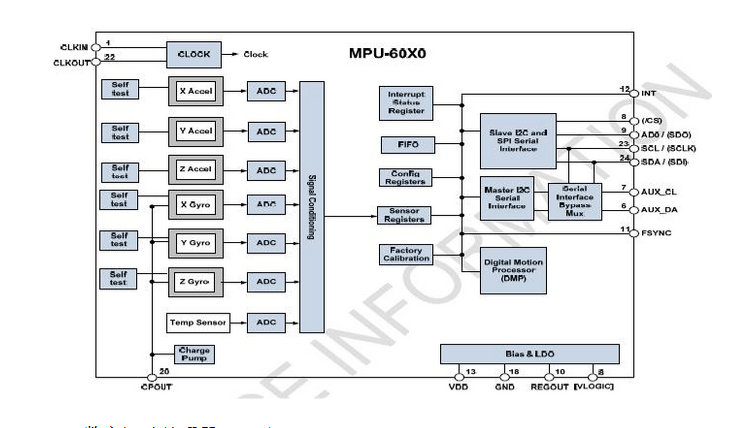 MPU-60X0
CLKIN 1
CLKOUT 22
CLOCK
Clock
Self test
X Accel
ADC
Self test
Y Accel
ADC
Self test
Z Accel
ADC
Self test
X Gyro
ADC
Self test
Y Gyro
ADC
Self test
Z Gyro
ADC
Temp Sensor
ADC
Charge Pump
20
CPOUT
Signal Conditioning
Interrupt Status Register
FIFO
Config Registers
Sensor Registers
Factory Calibration
Slave I2C and SPI Serial Interface
Master I2C Serial Interface
Serial Interface Bypass Mux
Digital Motion Processor (DMP)
12 INT
8 (/CS)
9 AD0 / (SDO)
23 SCL / (SCLK)
24 SDA / (SDI)
7 AUX_CL
6 AUX_DA
11 FSYNC
Bias & LDO
13 18 10 8
VDD GND REGOUT [VLOGIC]
INFORMATION